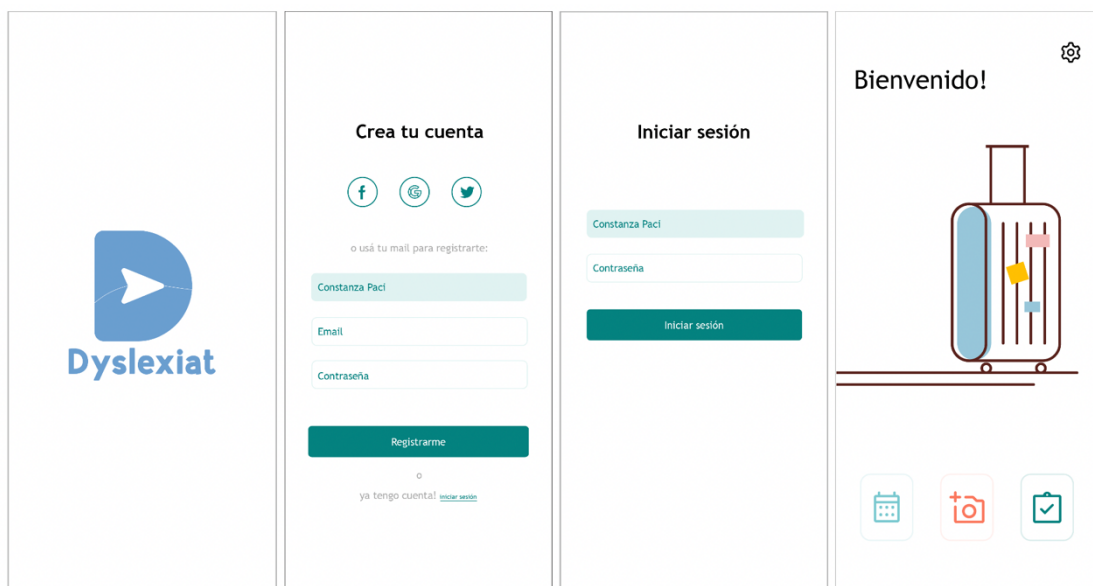 Dyslexiat
Crea tu cuenta
o usá tu mail para registrarte:
Constanza Paci
Email
Contraseña
Registrarme
o
ya tengo cuenta! Iniciar sesión
Iniciar sesión
Constanza Paci
Contraseña
Iniciar sesión
Bienvenido!